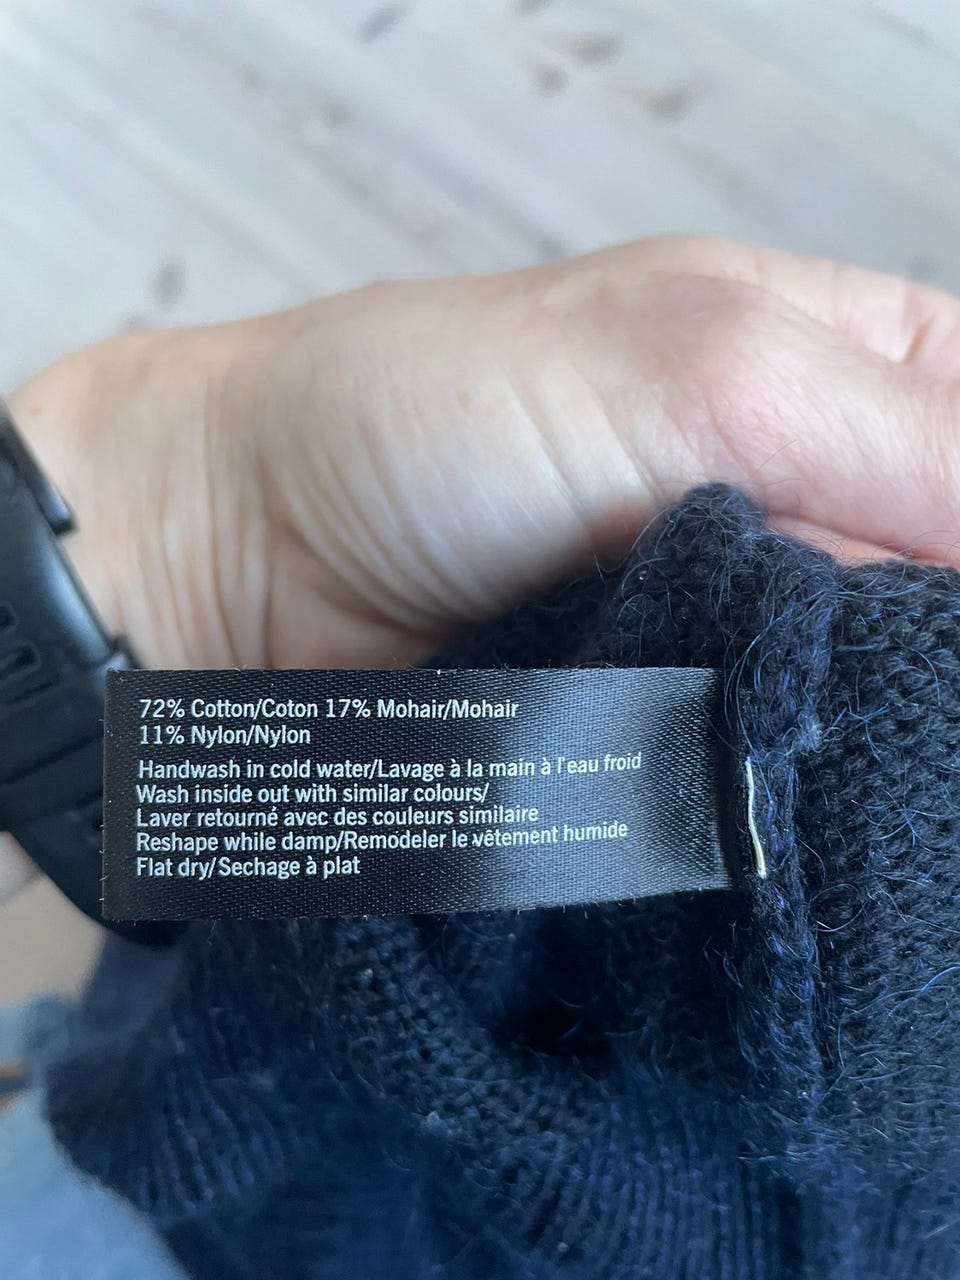 72% Cotton/Coton 17% Mohair/Mohair
11% Nylon/Nylon
Handwash in cold water/Lavage à la main à l'eau froid
Wash inside out with similar colours/
Laver retourné avec des couleurs similaire
Reshape while damp/Remodeler le vêtement humide
Flat dry/Sechage à plat